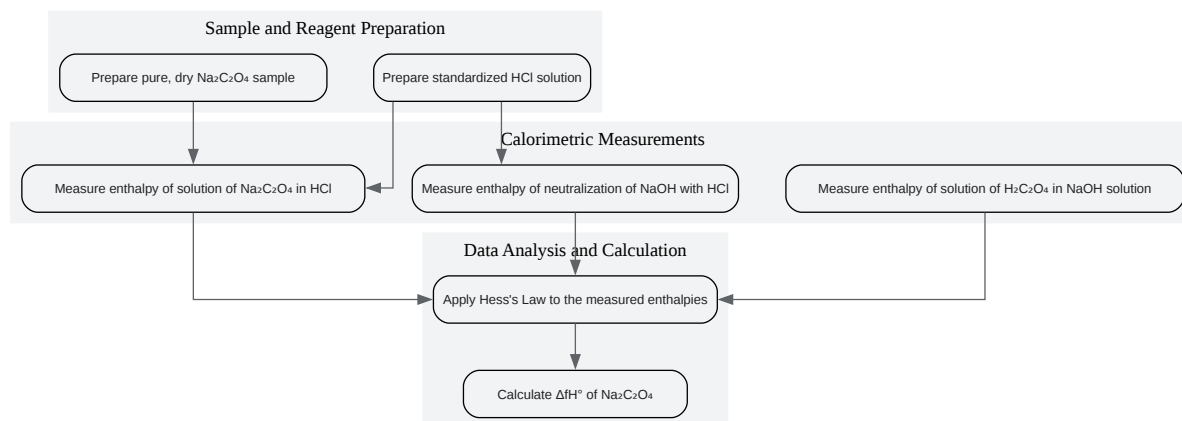 Sample and Reagent Preparation
Prepare pure, dry Na₂C₂O₄ sample
Prepare standardized HCl solution
Calorimetric Measurements
Measure enthalpy of solution of Na₂C₂O₄ in HCl
Measure enthalpy of neutralization of NaOH with HCl
Measure enthalpy of solution of H₂C₂O₄ in NaOH solution
Data Analysis and Calculation
Apply Hess's Law to the measured enthalpies
Calculate ΔfH° of Na₂C₂O₄